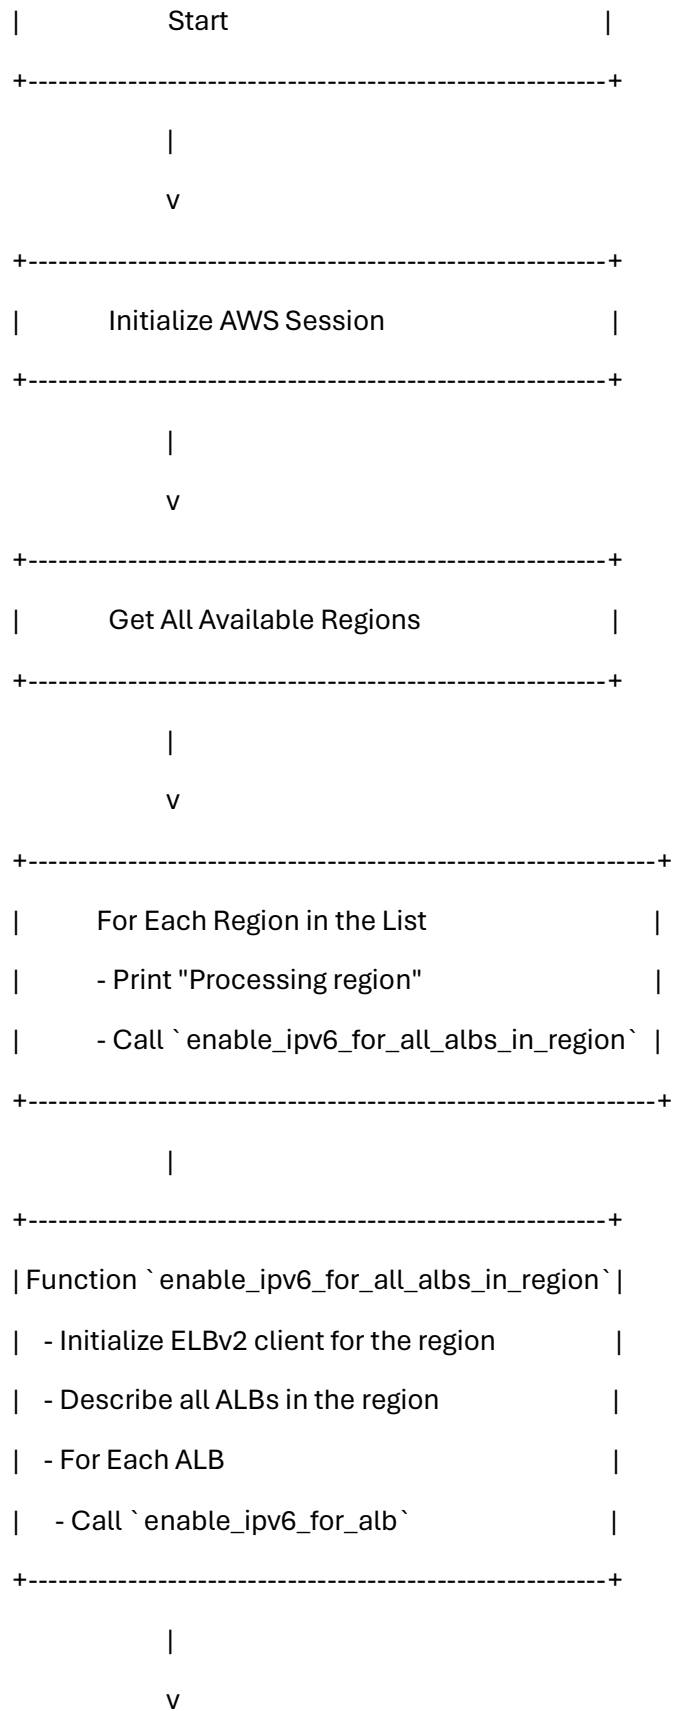 | Start |
+----------------------------------------------------------+
|
v
+----------------------------------------------------------+
| Initialize AWS Session |
+----------------------------------------------------------+
|
v
+----------------------------------------------------------+
| Get All Available Regions |
+----------------------------------------------------------+
|
v
+---------------------------------------------------------------+
| For Each Region in the List |
| - Print "Processing region" |
| - Call `enable_ipv6_for_all_albs_in_region` |
+---------------------------------------------------------------+
|
+----------------------------------------------------------+
| Function `enable_ipv6_for_all_albs_in_region`|
| - Initialize ELBv2 client for the region |
| - Describe all ALBs in the region |
| - For Each ALB |
| - Call `enable_ipv6_for_alb` |
+----------------------------------------------------------+
|
v